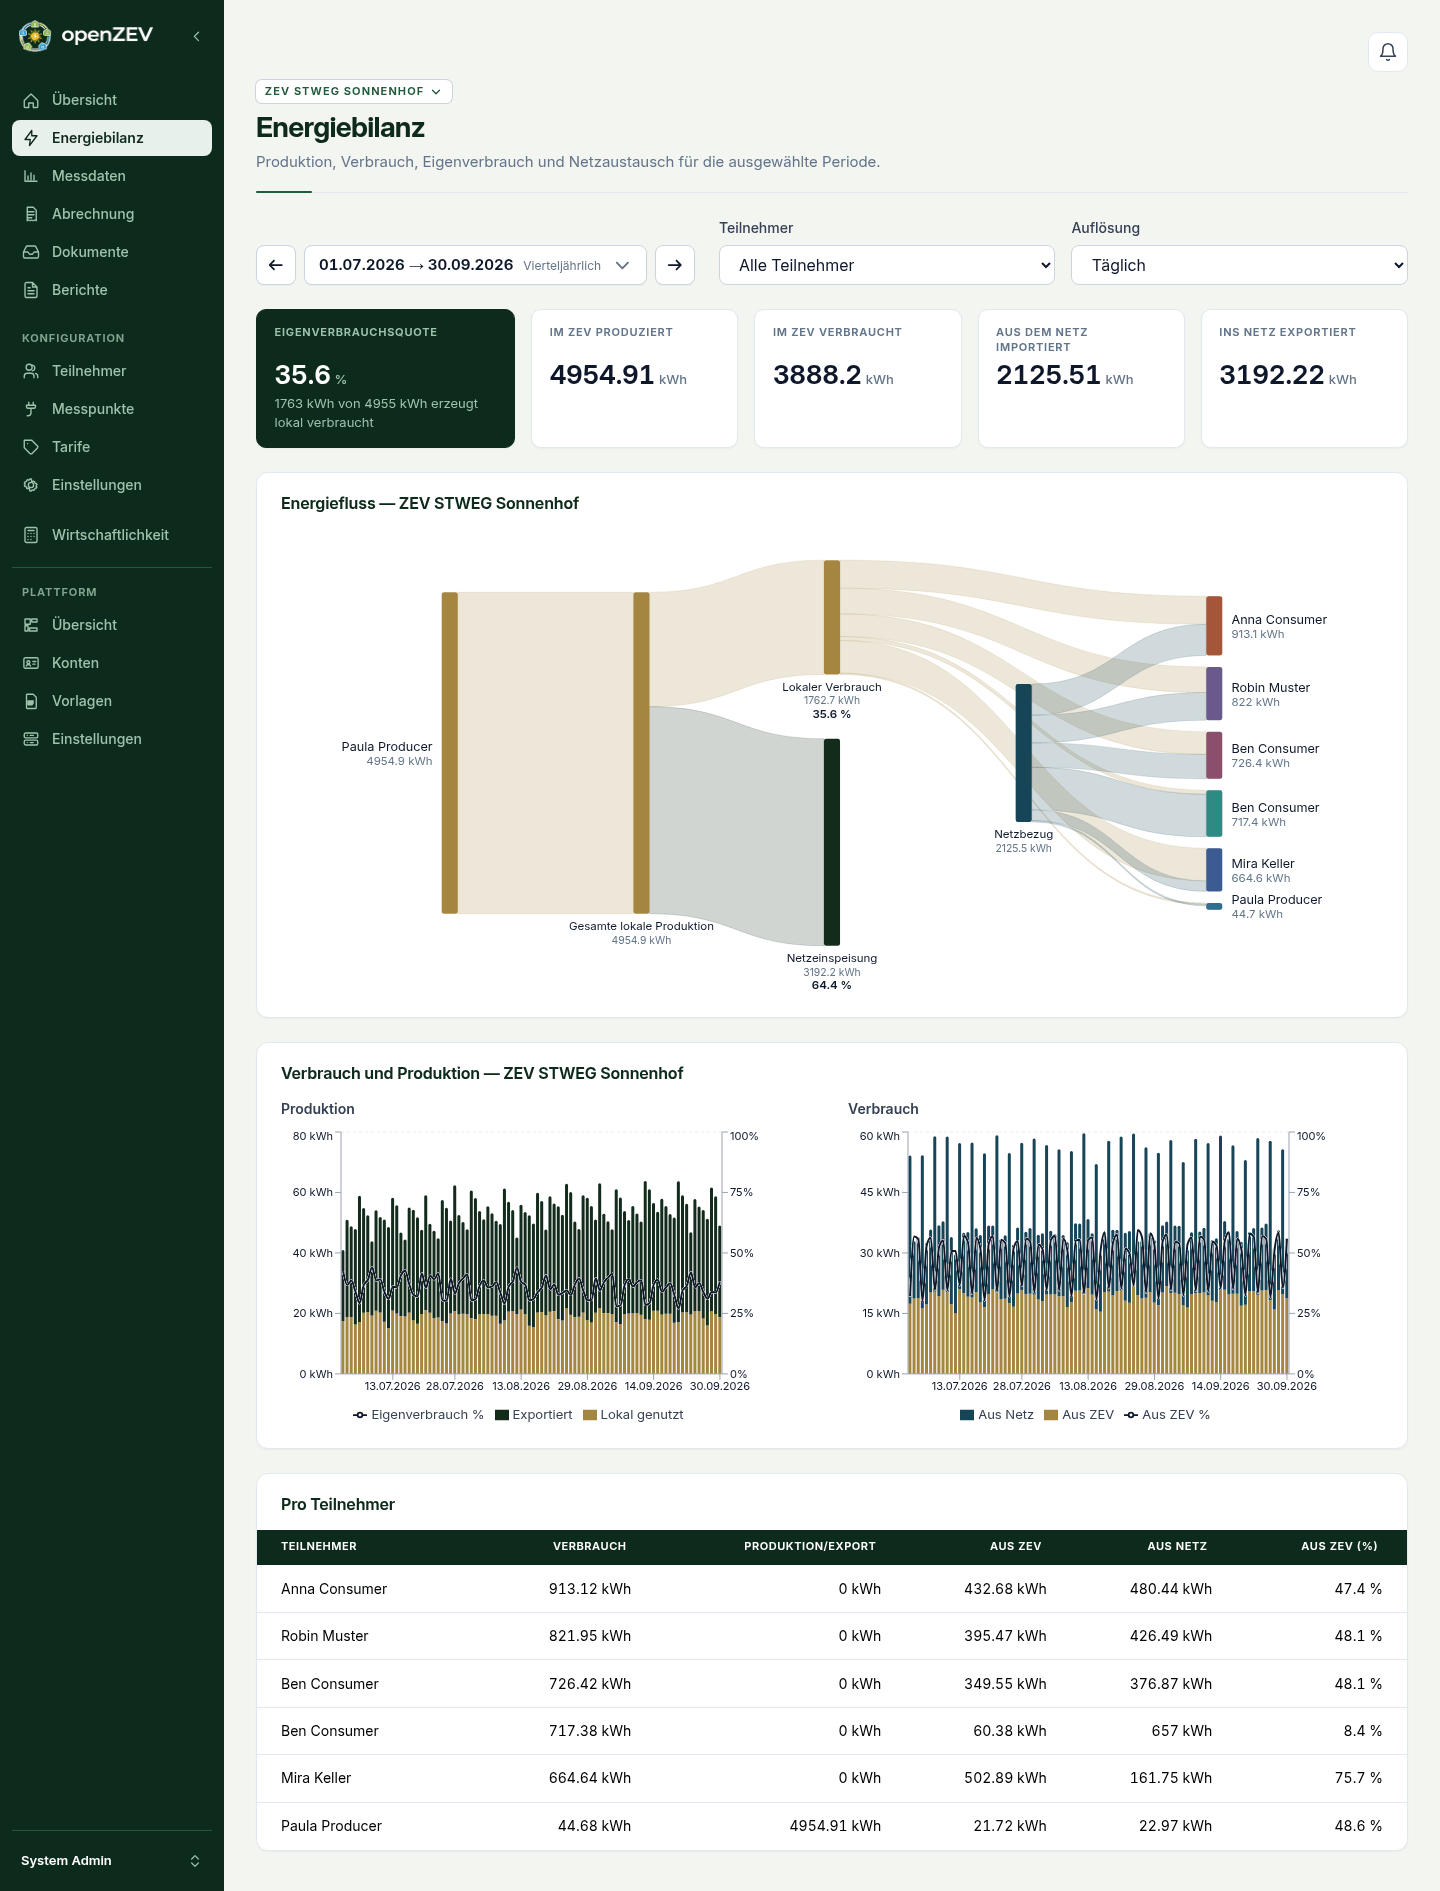 openZEV
Übersicht
Energiebilanz
Messdaten
Abrechnung
Dokumente
Berichte
KONFIGURATION
Teilnehmer
Messpunkte
Tarife
Einstellungen
Wirtschaftlichkeit
PLATTFORM
Übersicht
Konten
Vorlagen
Einstellungen
System Admin
ZEV STWEG SONNENHOF
Energiebilanz
Produktion, Verbrauch, Eigenverbrauch und Netzaustausch für die ausgewählte Periode.
01.07.2026 → 30.09.2026 Vierteljährlich
Teilnehmer
Alle Teilnehmer
Auflösung
Täglich
EIGENVERBRAUCHSQUOTE
35.6 %
1763 kWh von 4955 kWh erzeugt
lokal verbraucht
IM ZEV PRODUZIERT
4954.91 kWh
IM ZEV VERBRAUCHT
3888.2 kWh
AUS DEM NETZ
IMPORTIERT
2125.51 kWh
INS NETZ EXPORTIERT
3192.22 kWh
Energiefluss — ZEV STWEG Sonnenhof
Paula Producer
4954.9 kWh
Gesamte lokale Produktion
4954.9 kWh
Lokaler Verbrauch
1762.7 kWh
35.6 %
Netzeinspeisung
3192.2 kWh
64.4 %
Netzbezug
2125.5 kWh
Anna Consumer
913.1 kWh
Robin Muster
822 kWh
Ben Consumer
726.4 kWh
Ben Consumer
717.4 kWh
Mira Keller
664.6 kWh
Paula Producer
44.7 kWh
Verbrauch und Produktion — ZEV STWEG Sonnenhof
Produktion
80 kWh
60 kWh
40 kWh
20 kWh
0 kWh
100%
75%
50%
25%
0%
13.07.2026 28.07.2026 13.08.2026 29.08.2026 14.09.2026 30.09.2026
Eigenverbrauch % Exportiert Lokal genutzt
Verbrauch
60 kWh
45 kWh
30 kWh
15 kWh
0 kWh
100%
75%
50%
25%
0%
13.07.2026 28.07.2026 13.08.2026 29.08.2026 14.09.2026 30.09.2026
Aus Netz Aus ZEV Aus ZEV %
Pro Teilnehmer
TEILNEHMER VERBRAUCH PRODUKTION/EXPORT AUS ZEV AUS NETZ AUS ZEV (%)
Anna Consumer 913.12 kWh 0 kWh 432.68 kWh 480.44 kWh 47.4 %
Robin Muster 821.95 kWh 0 kWh 395.47 kWh 426.49 kWh 48.1 %
Ben Consumer 726.42 kWh 0 kWh 349.55 kWh 376.87 kWh 48.1 %
Ben Consumer 717.38 kWh 0 kWh 60.38 kWh 657 kWh 8.4 %
Mira Keller 664.64 kWh 0 kWh 502.89 kWh 161.75 kWh 75.7 %
Paula Producer 44.68 kWh 4954.91 kWh 21.72 kWh 22.97 kWh 48.6 %